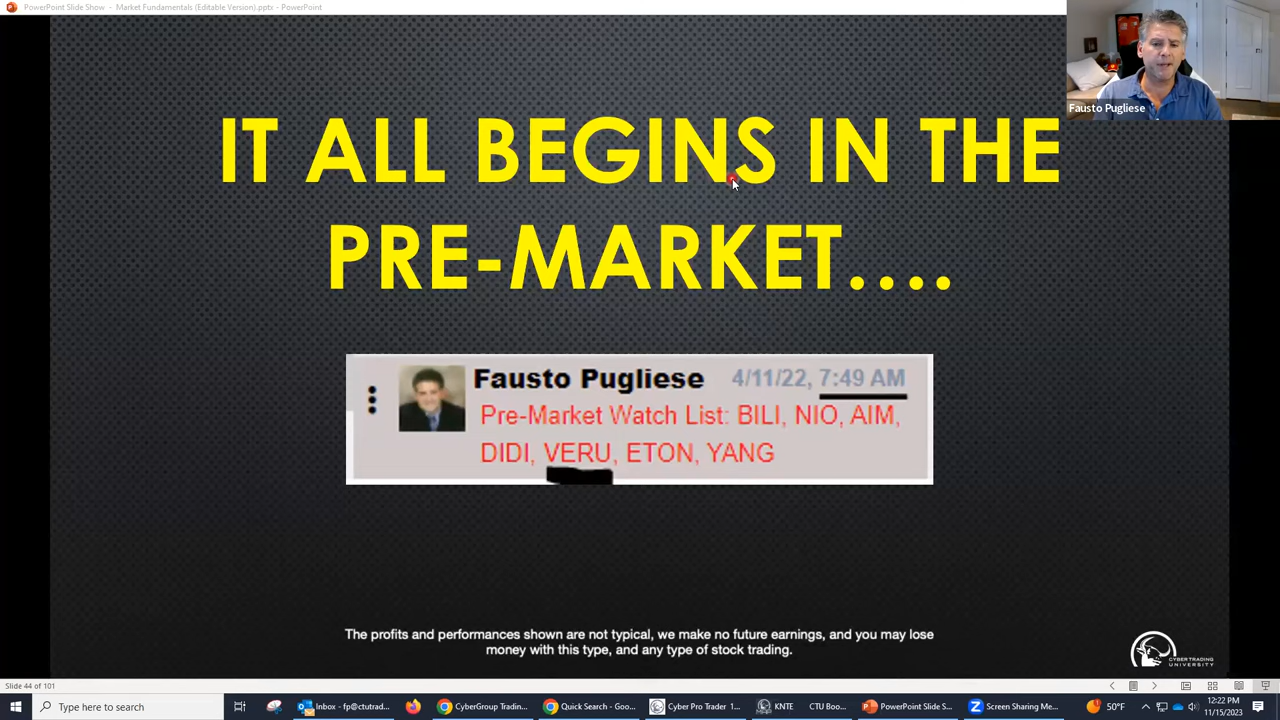 PowerPoint Slide Show - Market Fundamentals (Editable Version).pptx - PowerPoint
Fausto Pugliese
IT ALL BEGINS IN THE
PRE-MARKET....
Fausto Pugliese 4/11/22, 7:49 AM
Pre-Market Watch List: BILI, NIO, AIM,
DIDI, VERU, ETON, YANG
The profits and performances shown are not typical, we make no future earnings, and you may lose
money with this type, and any type of stock trading.
CYBERTRADING
UNIVERSITY
Slide 44 of 101
Type here to search
Inbox - fp@ctutrad...
CyberGroup Tradin...
Quick Search - Goo...
Cyber Pro Trader 1...
KNTE
CTU Boo...
PowerPoint Slide S...
Screen Sharing Me...
50°F
12:22 PM
11/15/2023